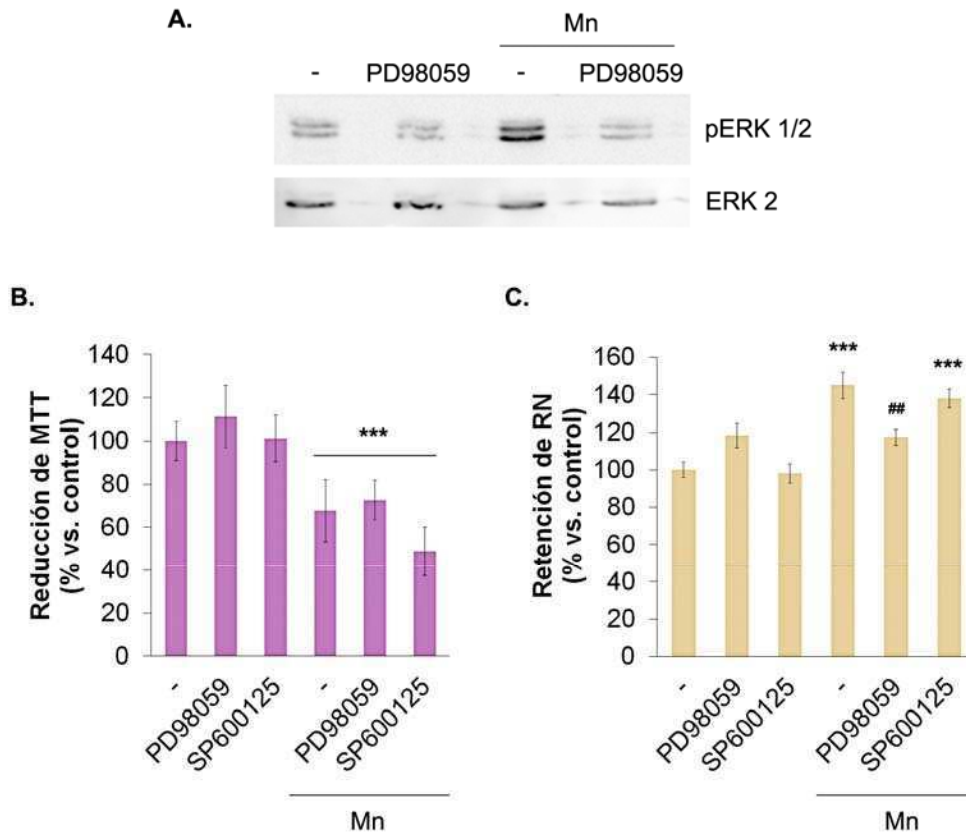 A.
Mn
- PD98059 - PD98059
pERK 1/2
ERK 2
B.
Reducción de MTT
(% vs. control)
140
120
100
80
60
40
20
0
***
-
PD98059
SP600125
-
PD98059
SP600125
Mn
C.
Retención de RN
(% vs. control)
160
140
120
100
80
60
40
20
0
***
##
***
-
PD98059
SP600125
-
PD98059
SP600125
Mn